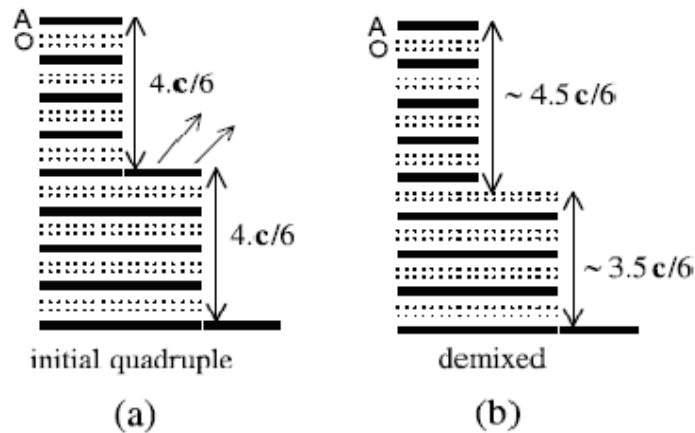 A
O
4.c/6
4.c/6
initial quadruple
(a)
A
O
~ 4.5 c/6
~ 3.5 c/6
demixed
(b)